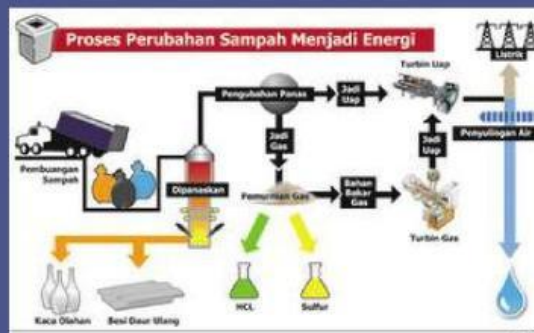 Proses Perubahan Sampah Menjadi Energi
Listrik
Turbin Uap
Pengubahan Panas
Jadi
Uap
Penyulingan Air
Jadi
Gas
Jadi
Uap
Pembuangan
Sampah
Dipanaskan
Pemurnian Gas
Bahan
Bakar
Gas
Turbin Gas
Kaca Olahan
Besi Daur Ulang
HCL
Sulfur